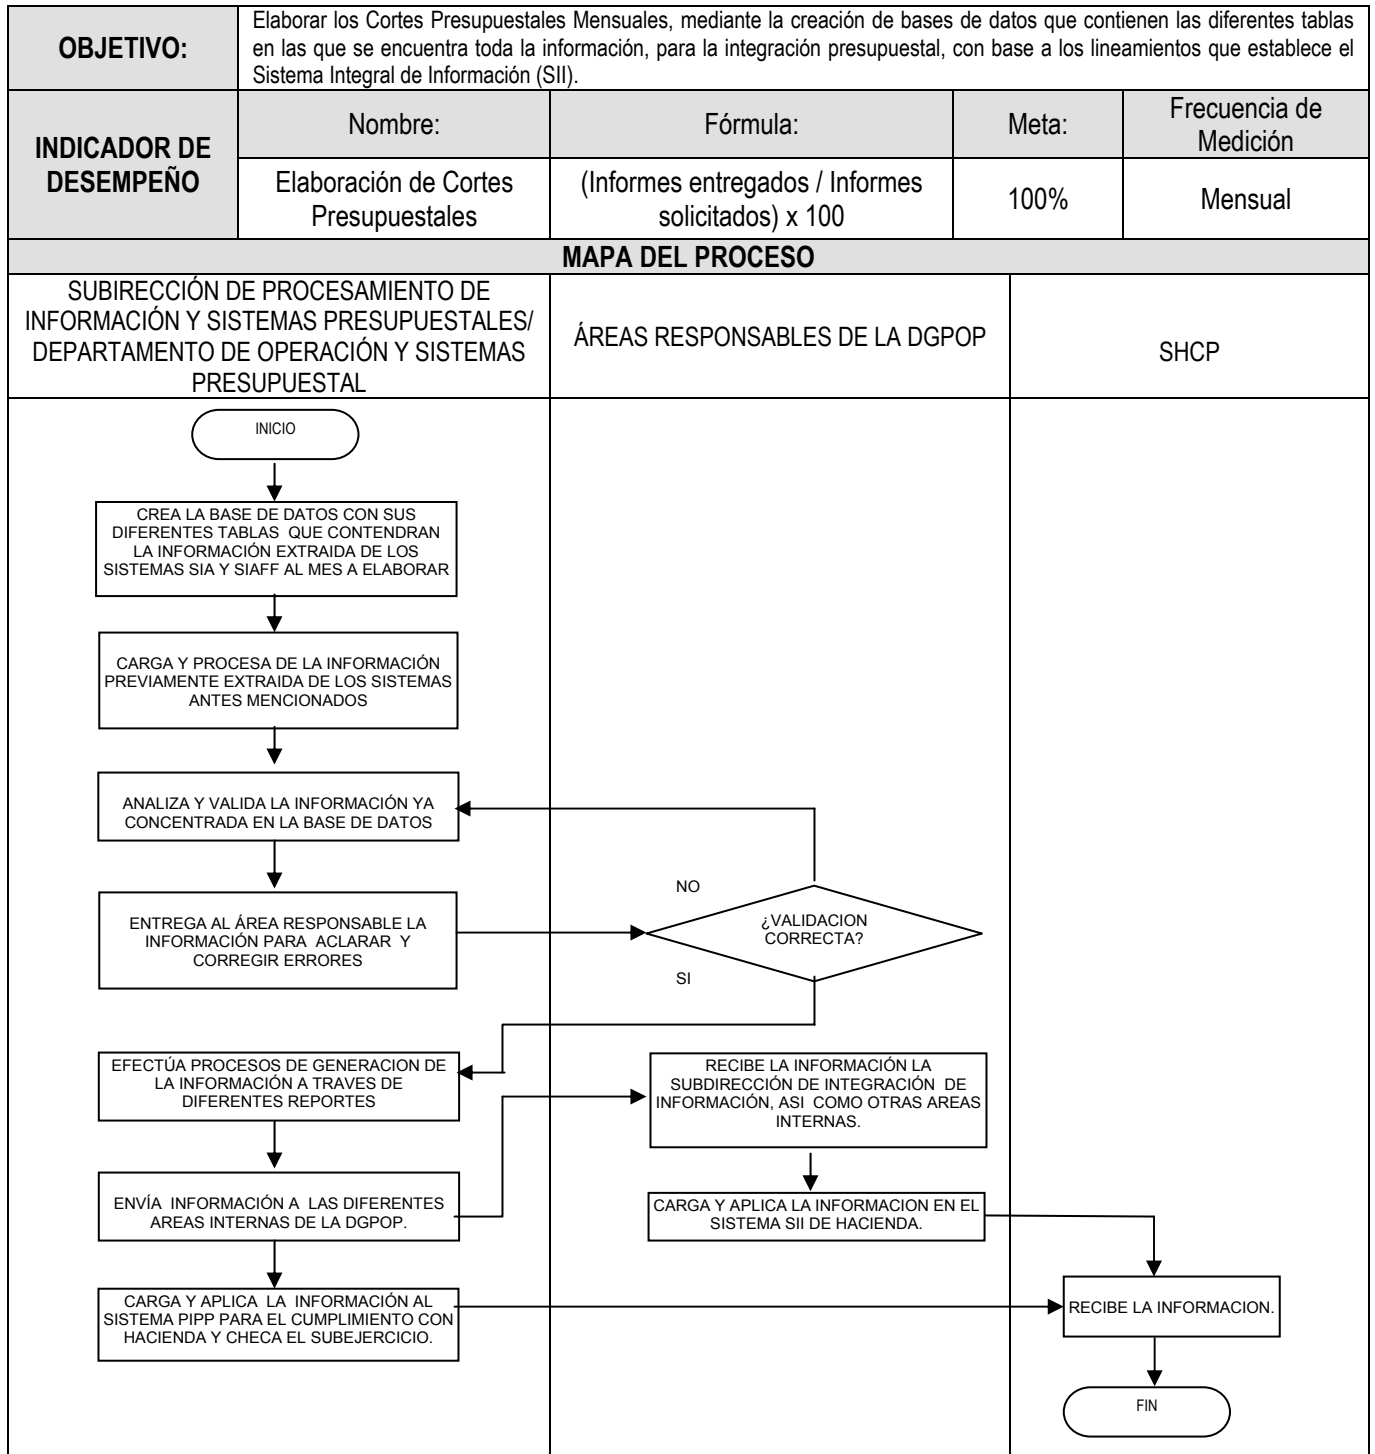 OBJETIVO:
Elaborar los Cortes Presupuestales Mensuales, mediante la creación de bases de datos que contienen las diferentes tablas
en las que se encuentra toda la información, para la integración presupuestal, con base a los lineamientos que establece el
Sistema Integral de Información (SII).
INDICADOR DE
DESEMPEÑO
Nombre:
Fórmula:
Meta:
Frecuencia de
Medición
Elaboración de Cortes
Presupuestales
(Informes entregados / Informes
solicitados) x 100
100%
Mensual
MAPA DEL PROCESO
SUBIRECCIÓN DE PROCESAMIENTO DE
INFORMACIÓN Y SISTEMAS PRESUPUESTALES/
DEPARTAMENTO DE OPERACIÓN Y SISTEMAS
PRESUPUESTAL
ÁREAS RESPONSABLES DE LA DGPOP
SHCP
INICIO
CREA LA BASE DE DATOS CON SUS
DIFERENTES TABLAS QUE CONTENDRAN
LA INFORMACIÓN EXTRAIDA DE LOS
SISTEMAS SIA Y SIAFF AL MES A ELABORAR
CARGA Y PROCESA DE LA INFORMACIÓN
PREVIAMENTE EXTRAIDA DE LOS SISTEMAS
ANTES MENCIONADOS
ANALIZA Y VALIDA LA INFORMACIÓN YA
CONCENTRADA EN LA BASE DE DATOS
ENTREGA AL ÁREA RESPONSABLE LA
INFORMACIÓN PARA ACLARAR Y
CORREGIR ERRORES
NO
¿VALIDACION
CORRECTA?
SI
EFECTÚA PROCESOS DE GENERACION DE
LA INFORMACIÓN A TRAVES DE
DIFERENTES REPORTES
RECIBE LA INFORMACIÓN LA
SUBDIRECCIÓN DE INTEGRACIÓN DE
INFORMACIÓN, ASI COMO OTRAS AREAS
INTERNAS.
ENVÍA INFORMACIÓN A LAS DIFERENTES
AREAS INTERNAS DE LA DGPOP.
CARGA Y APLICA LA INFORMACION EN EL
SISTEMA SII DE HACIENDA.
CARGA Y APLICA LA INFORMACIÓN AL
SISTEMA PIPP PARA EL CUMPLIMIENTO CON
HACIENDA Y CHECA EL SUBEJERCICIO.
RECIBE LA INFORMACION.
FIN